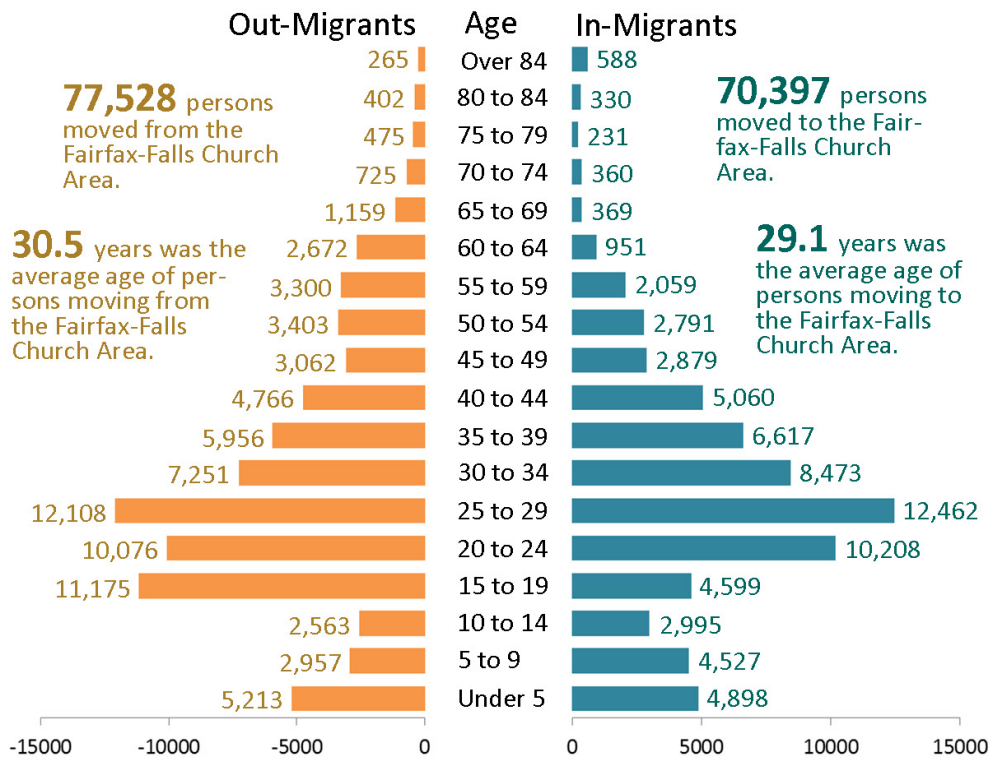 Out-Migrants Age In-Migrants
265 Over 84 588
77,528 persons
moved from the
Fairfax-Falls Church
Area.
70,397 persons
moved to the Fair-
fax-Falls Church
Area.
402 80 to 84 330
475 75 to 79 231
725 70 to 74 360
1,159 65 to 69 369
30.5 years was the
average age of per-
sons moving from
the Fairfax-Falls
Church Area.
29.1 years was
the average age of
persons moving to
the Fairfax-Falls
Church Area.
2,672 60 to 64 951
3,300 55 to 59 2,059
3,403 50 to 54 2,791
3,062 45 to 49 2,879
4,766 40 to 44 5,060
5,956 35 to 39 6,617
7,251 30 to 34 8,473
12,108 25 to 29 12,462
10,076 20 to 24 10,208
11,175 15 to 19 4,599
2,563 10 to 14 2,995
2,957 5 to 9 4,527
5,213 Under 5 4,898
-15000 -10000 -5000 0 0 5000 10000 15000